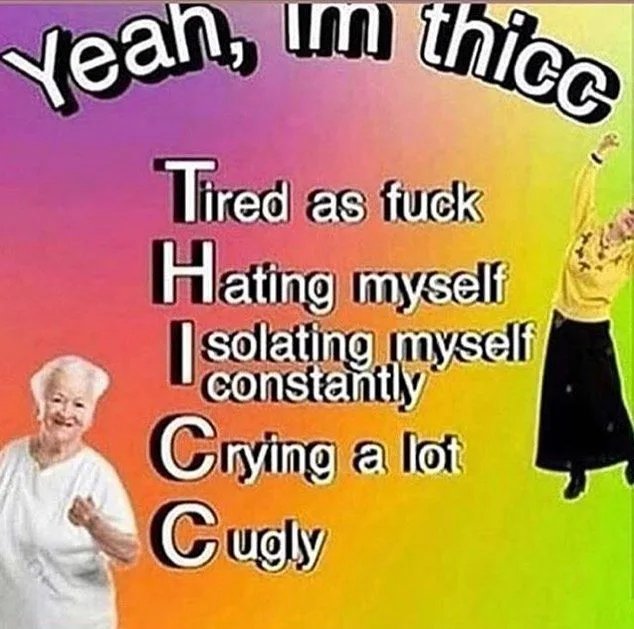 Yeah, im thicc
Tired as fuck
Hating myself
Isolating myself
constantly
Crying a lot
C ugly